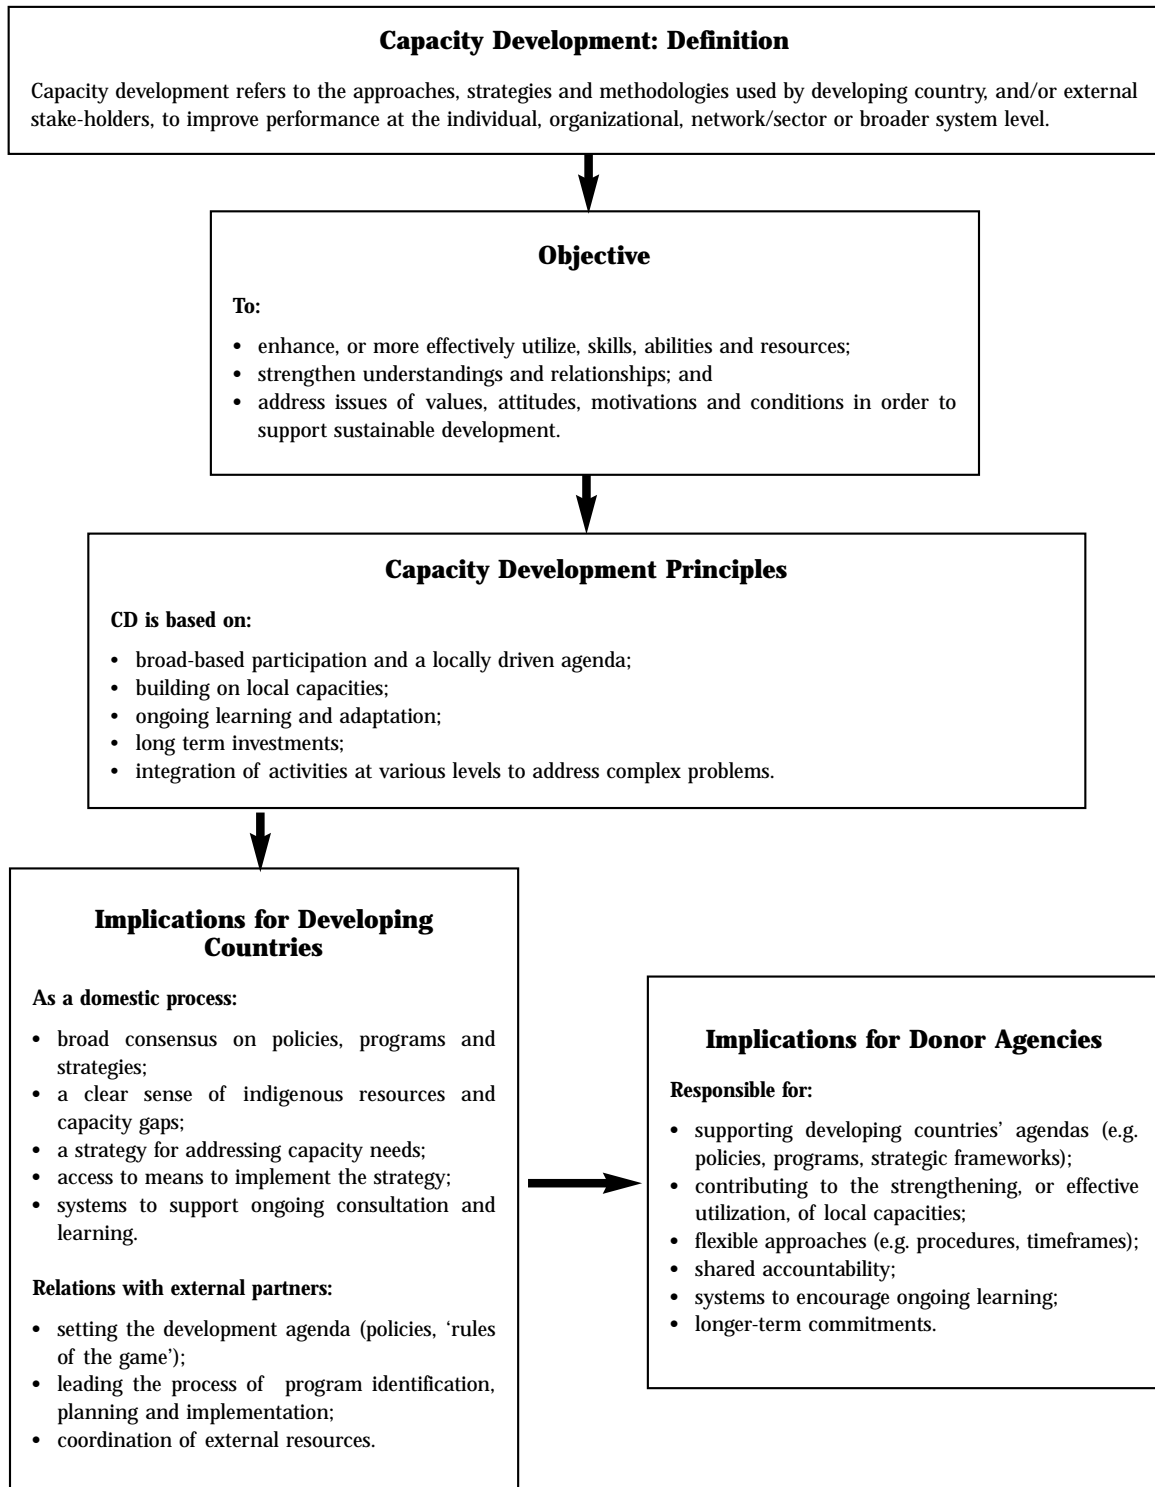 Capacity Development: Definition
Capacity development refers to the approaches, strategies and methodologies used by developing country, and/or external
stake-holders, to improve performance at the individual, organizational, network/sector or broader system level.
Objective
To:
• enhance, or more effectively utilize, skills, abilities and resources;
• strengthen understandings and relationships; and
• address issues of values, attitudes, motivations and conditions in order to
support sustainable development.
Capacity Development Principles
CD is based on:
• broad-based participation and a locally driven agenda;
• building on local capacities;
• ongoing learning and adaptation;
• long term investments;
• integration of activities at various levels to address complex problems.
Implications for Developing
Countries
As a domestic process:
• broad consensus on policies, programs and
strategies;
• a clear sense of indigenous resources and
capacity gaps;
• a strategy for addressing capacity needs;
• access to means to implement the strategy;
• systems to support ongoing consultation and
learning.
Relations with external partners:
• setting the development agenda (policies, ‘rules
of the game’);
• leading the process of program identification,
planning and implementation;
• coordination of external resources.
Implications for Donor Agencies
Responsible for:
• supporting developing countries’ agendas (e.g.
policies, programs, strategic frameworks);
• contributing to the strengthening, or effective
utilization, of local capacities;
• flexible approaches (e.g. procedures, timeframes);
• shared accountability;
• systems to encourage ongoing learning;
• longer-term commitments.